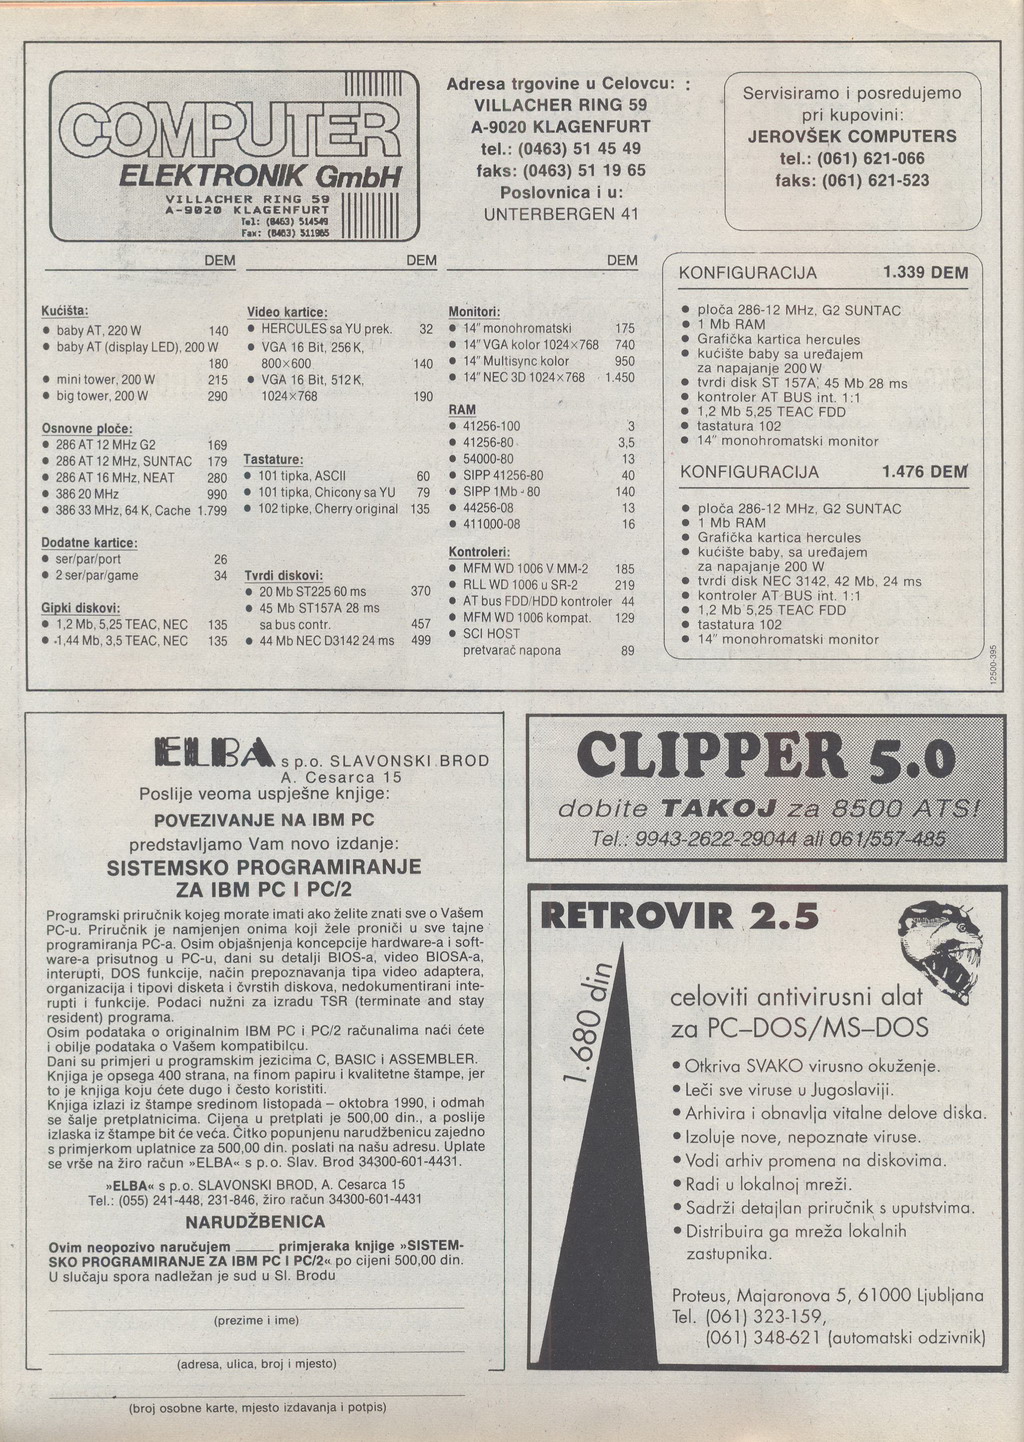 COMPUTER
ELEKTRONIK GmbH
VILLACHER RING 59
A-9020 KLAGENFURT
Tel: (0463) 514549
Fax: (0463) 511965
Adresa trgovine u Celovcu: :
VILLACHER RING 59
A-9020 KLAGENFURT
tel.: (0463) 51 45 49
faks: (0463) 51 19 65
Poslovnica i u:
UNTERBERGEN 41
Servisiramo i posredujemo
pri kupovini:
JEROVŠEK COMPUTERS
tel.: (061) 621-066
faks: (061) 621-523
DEM
Kućišta:
• baby AT, 220 W 140
• baby AT (display LED), 200 W
180
• mini tower, 200 W 215
• big tower, 200 W 290
Osnovne ploče:
• 286 AT 12 MHz G2 169
• 286 AT 12 MHz, SUNTAC 179
• 286 AT 16 MHz, NEAT 280
• 386 20 MHz 990
• 386 33 MHz, 64 K, Cache 1.799
Dodatne kartice:
• ser/par/port 26
• 2 ser/par/game 34
Gipki diskovi:
• 1,2 Mb, 5,25 TEAC, NEC 135
• -1,44 Mb, 3,5 TEAC, NEC 135
DEM
Video kartice:
• HERCULES sa YU prek. 32
• VGA 16 Bit, 256 K,
800×600 140
• VGA 16 Bit, 512 K,
1024×768 190
Tastature:
• 101 tipka, ASCII 60
• 101 tipka, Chicony sa YU 79
• 102 tipke, Cherry original 135
Tvrdi diskovi:
• 20 Mb ST225 60 ms 370
• 45 Mb ST157A 28 ms
sa bus contr. 457
• 44 Mb NEC D3142 24 ms 499
DEM
Monitori:
• 14" monohromatski 175
• 14" VGA kolor 1024×768 740
• 14" Multisync kolor 950
• 14" NEC 3D 1024×768 1.450
RAM
• 41256-100 3
• 41256-80 3,5
• 54000-80 13
• SIPP 41256-80 40
• SIPP 1Mb - 80 140
• 44256-08 13
• 411000-08 16
Kontroleri:
• MFM WD 1006 V MM-2 185
• RLL WD 1006 u SR-2 219
• AT bus FDD/HDD kontroler 44
• MFM WD 1006 kompat. 129
• SCI HOST
pretvarač napona 89
KONFIGURACIJA 1.339 DEM
• ploča 286-12 MHz, G2 SUNTAC
• 1 Mb RAM
• Grafička kartica hercules
• kućište baby sa uređajem
za napajanje 200 W
• tvrdi disk ST 157A, 45 Mb 28 ms
• kontroler AT BUS int. 1:1
• 1,2 Mb 5,25 TEAC FDD
• tastatura 102
• 14" monohromatski monitor
KONFIGURACIJA 1.476 DEM
• ploča 286-12 MHz, G2 SUNTAC
• 1 Mb RAM
• Grafička kartica hercules
• kućište baby, sa uređajem
za napajanje 200 W
• tvrdi disk NEC 3142, 42 Mb, 24 ms
• kontroler AT BUS int. 1:1
• 1,2 Mb 5,25 TEAC FDD
• tastatura 102
• 14" monohromatski monitor
12500-395
ELBA s p.o. SLAVONSKI BROD
A. Cesarca 15
Poslije veoma uspješne knjige:
POVEZIVANJE NA IBM PC
predstavljamo Vam novo izdanje:
SISTEMSKO PROGRAMIRANJE
ZA IBM PC I PC/2
Programski priručnik kojeg morate imati ako želite znati sve o Vašem
PC-u. Priručnik je namjenjen onima koji žele pronići u sve tajne
programiranja PC-a. Osim objašnjenja koncepcije hardware-a i soft-
ware-a prisutnog u PC-u, dani su detalji BIOS-a, video BIOSA-a,
interupti, DOS funkcije, način prepoznavanja tipa video adaptera,
organizacija i tipovi disketa i čvrstih diskova, nedokumentirani inte-
rupti i funkcije. Podaci nužni za izradu TSR (terminate and stay
resident) programa.
Osim podataka o originalnim IBM PC i PC/2 računalima naći ćete
i obilje podataka o Vašem kompatibilcu.
Dani su primjeri u programskim jezicima C, BASIC i ASSEMBLER.
Knjiga je opsega 400 strana, na finom papiru i kvalitetne štampe, jer
to je knjiga koju ćete dugo i često koristiti.
Knjiga izlazi iz štampe sredinom listopada – oktobra 1990, i odmah
se šalje pretplatnicima. Cijena u pretplati je 500,00 din., a poslije
izlaska iz štampe bit će veća. Čitko popunjenu narudžbenicu zajedno
s primjerkom uplatnice za 500,00 din. poslati na našu adresu. Uplate
se vrše na žiro račun »ELBA« s p.o. Slav. Brod 34300-601-4431.
»ELBA« s p.o. SLAVONSKI BROD, A. Cesarca 15
Tel.: (055) 241-448, 231-846, žiro račun 34300-601-4431
NARUDŽBENICA
Ovim neopozivo naručujem _____ primjeraka knjige »SISTEM-
SKO PROGRAMIRANJE ZA IBM PC I PC/2« po cijeni 500,00 din.
U slučaju spora nadležan je sud u Sl. Brodu
(prezime i ime)
(adresa, ulica, broj i mjesto)
(broj osobne karte, mjesto izdavanja i potpis)
CLIPPER 5.0
dobite TAKOJ za 8500 ATS!
Tel.: 9943-2622-29044 ali 061/557-485
RETROVIR 2.5
1.680 din
celoviti antivirusni alat
za PC–DOS/MS–DOS
• Otkriva SVAKO virusno okuženje.
• Leči sve viruse u Jugoslaviji.
• Arhivira i obnavlja vitalne delove diska.
• Izoluje nove, nepoznate viruse.
• Vodi arhiv promena na diskovima.
• Radi u lokalnoj mreži.
• Sadrži detajlan priručnik s uputstvima.
• Distribuira ga mreža lokalnih
zastupnika.
Proteus, Majaronova 5, 61000 Ljubljana
Tel. (061) 323-159,
(061) 348-621 (automatski odzivnik)